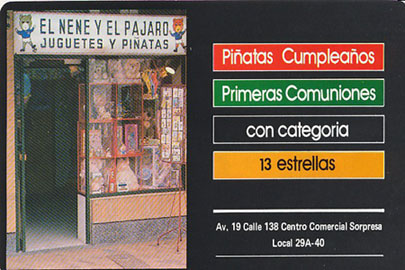 EL NENE Y EL PAJARO
JUGUETES Y PIÑATAS
Piñatas Cumpleaños
Primeras Comuniones
con categoria
13 estrellas
Av. 19 Calle 138 Centro Comercial Sorpresa
Local 29A-40